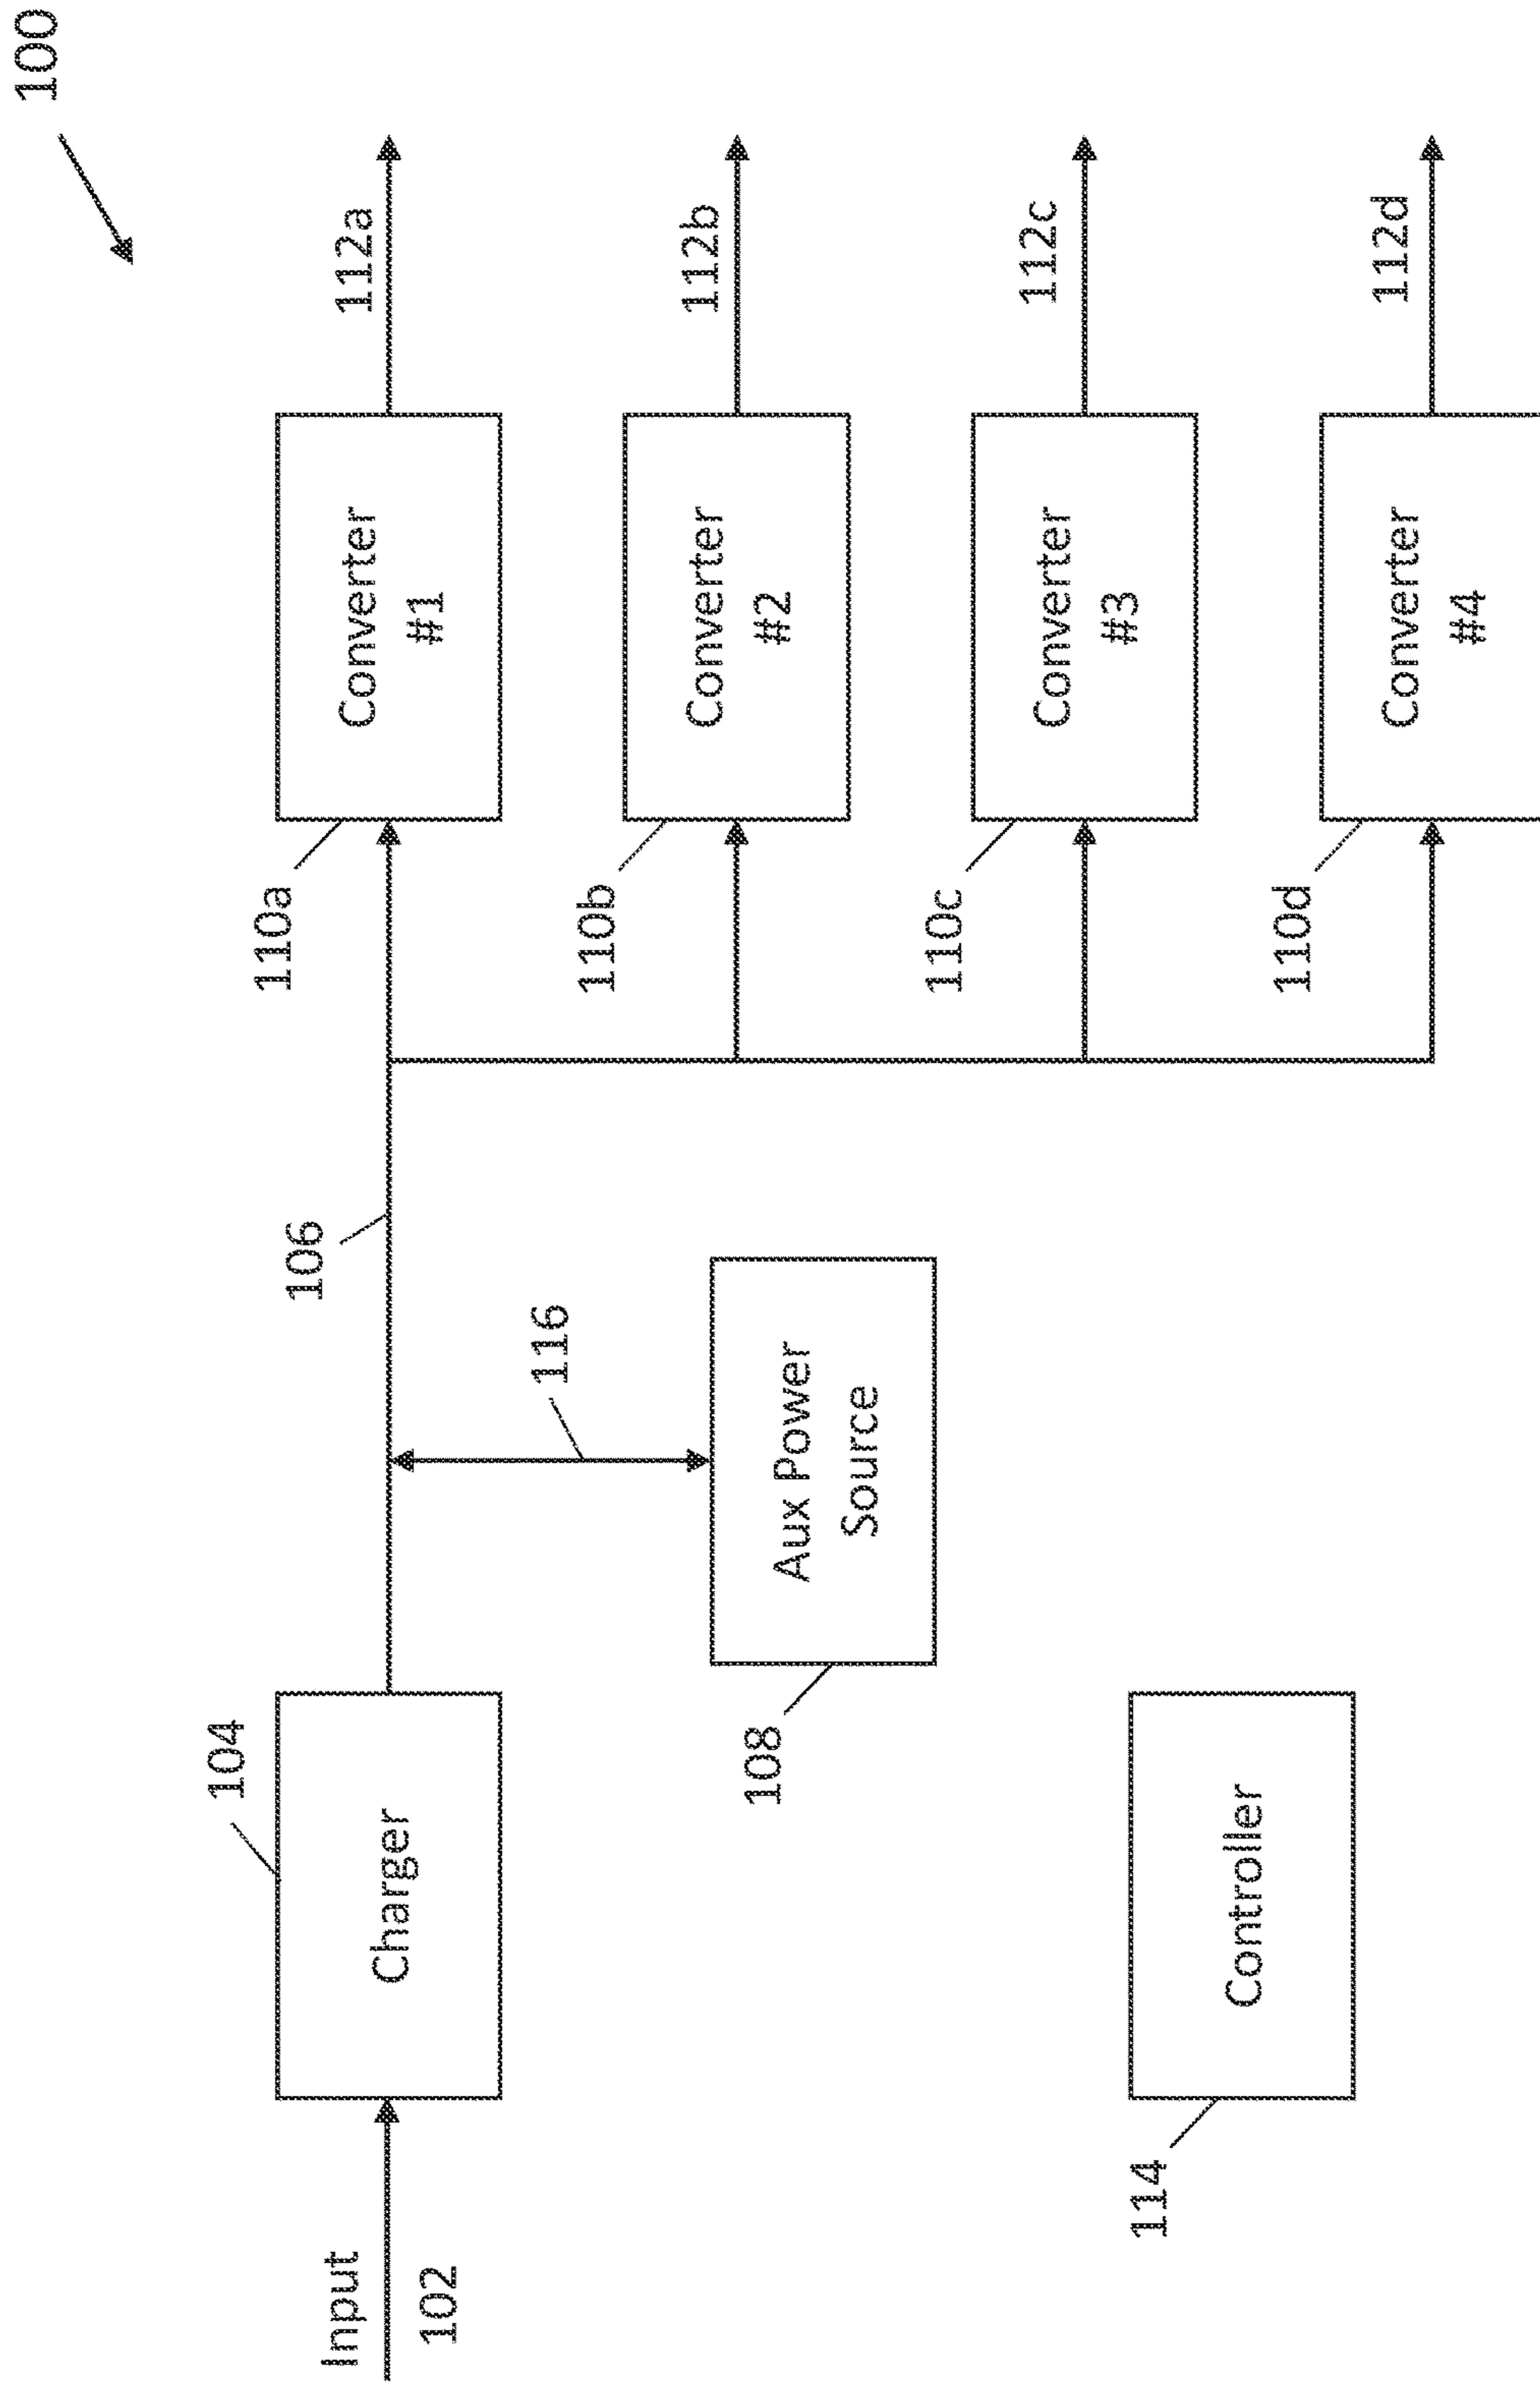 100
Input
102
104
Charger
106
116
108
Aux Power
Source
114
Controller
110a
Converter
#1
112a
110b
Converter
#2
112b
110c
Converter
#3
112c
110d
Converter
#4
112d